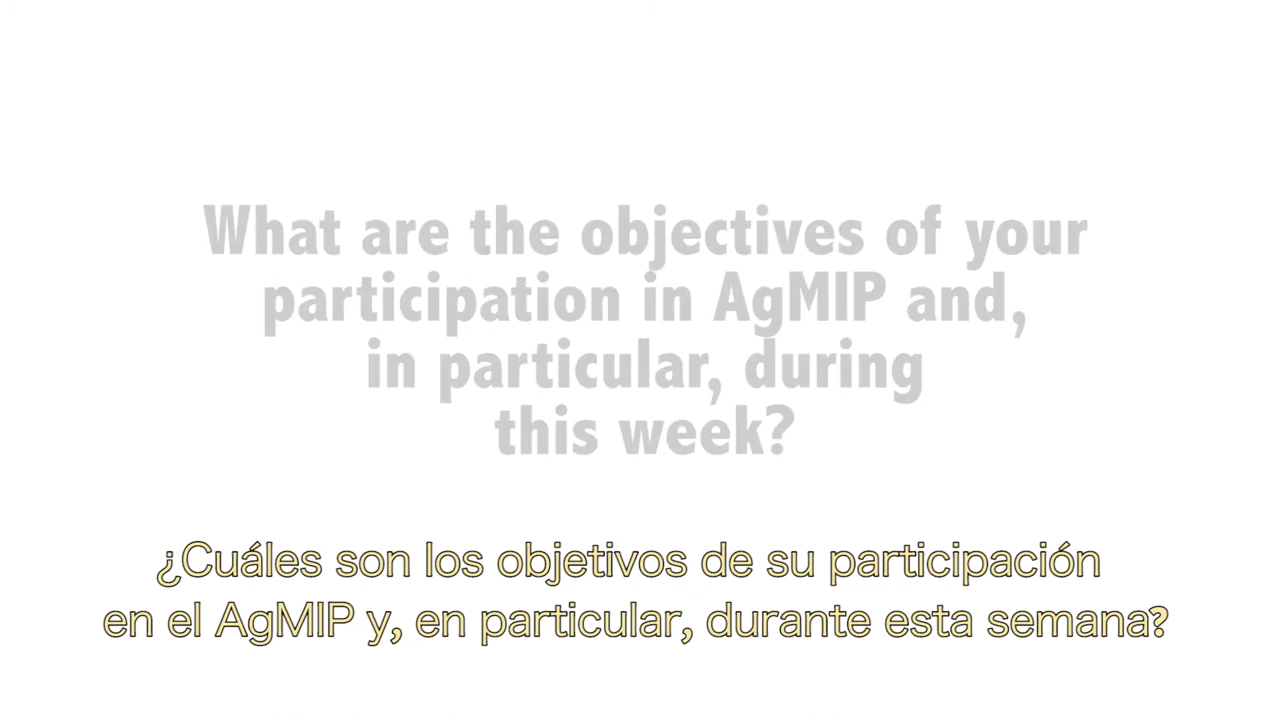 What are the objectives of your
participation in AgMIP and,
in particular, during
this week?
¿Cuáles son los objetivos de su participación
en el AgMIP y, en particular, durante esta semana?